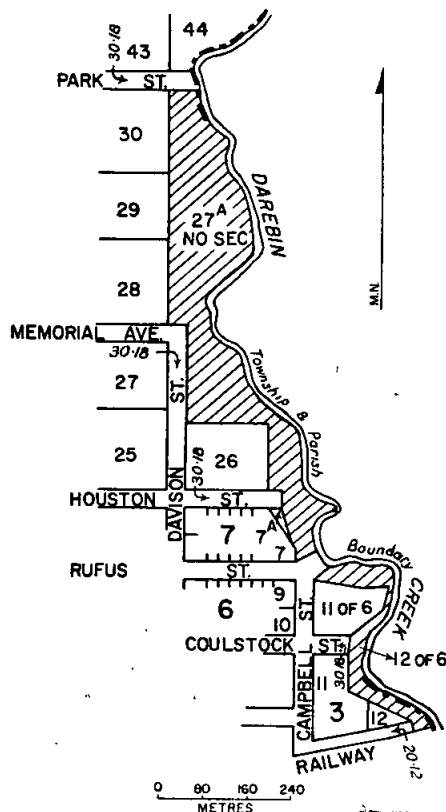 43
44
30·18
PARK ST.
30
29
27A
NO SEC
DAREBIN
28
M.N.
MEMORIA AVE.
30·18
27
ST.
Township & Parish
25
26
30·18
HOUSTON ST.
DAVISON
7
7A
7
Boundary
RUFUS ST.
6
9
ST.
11 OF 6
CREEK
10
COULSTOCK ST.
12 OF 6
30·18
CAMPBELL
11
3
12
20·12
RAILWAY
0 80 160 240
METRES